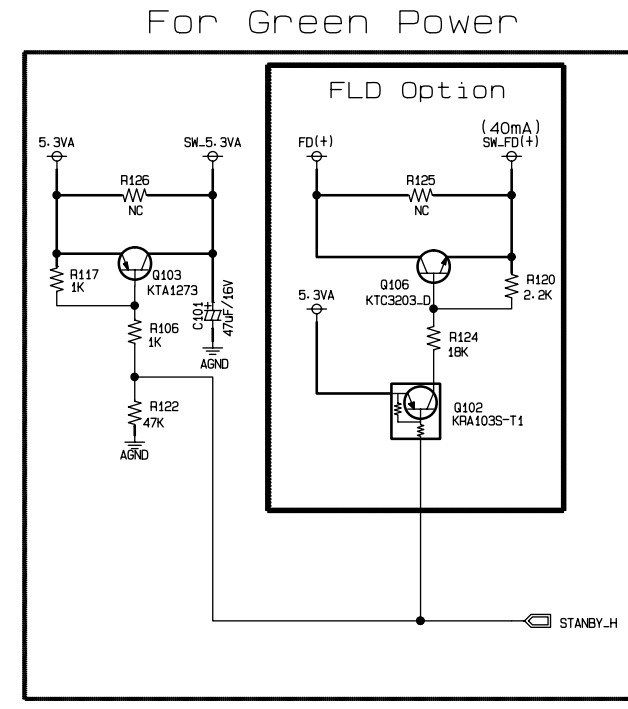 For Green Power
FLD Option
5.3VA
SW_5.3VA
FD(+)
(40mA)
SW_FD(+)
R126
NC
R125
NC
R117
1K
Q103
KTA1273
C101
+
47uF/16V
AGND
R106
1K
R122
47K
AGND
Q106
KTC3203_D
R120
2.2K
5.3VA
R124
18K
Q102
KRA103S-T1
STANBY_H